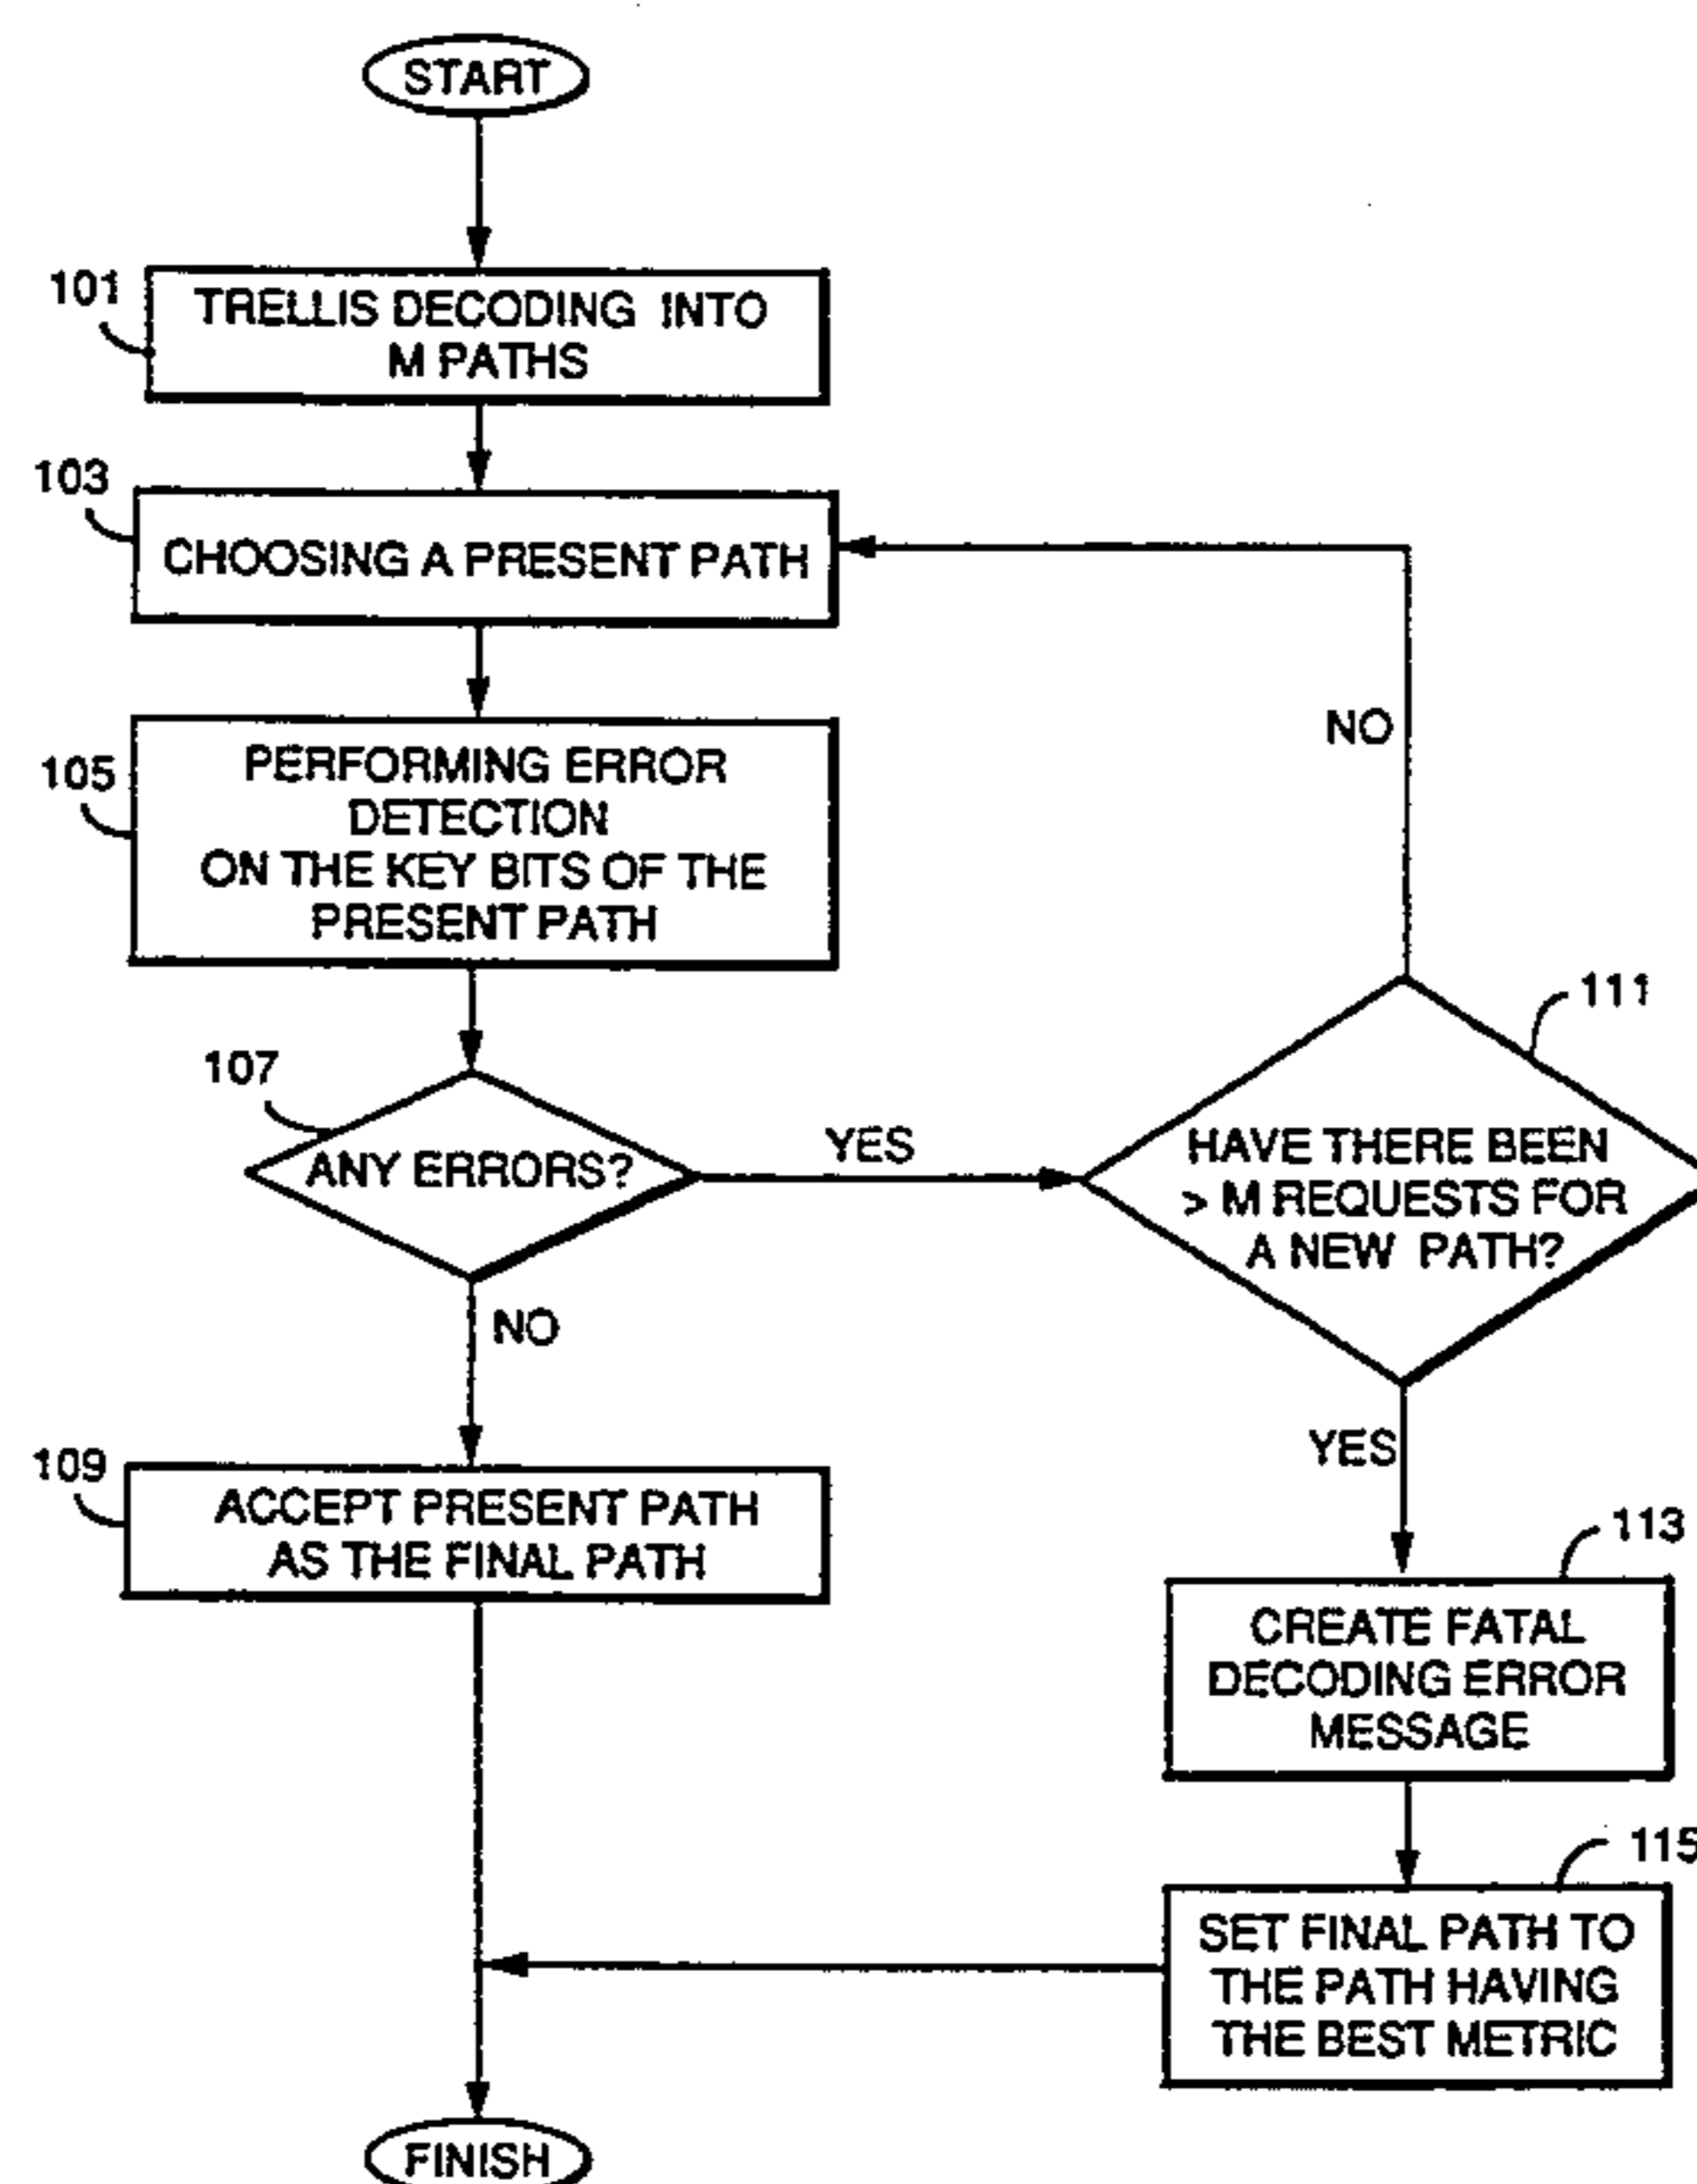 START
101
TRELLIS DECODING INTO
M PATHS
103
CHOOSING A PRESENT PATH
NO
105
PERFORMING ERROR
DETECTION
ON THE KEY BITS OF THE
PRESENT PATH
111
107
ANY ERRORS?
YES
HAVE THERE BEEN
> M REQUESTS FOR
A NEW PATH?
NO
YES
109
ACCEPT PRESENT PATH
AS THE FINAL PATH
113
CREATE FATAL
DECODING ERROR
MESSAGE
115
SET FINAL PATH TO
THE PATH HAVING
THE BEST METRIC
FINISH